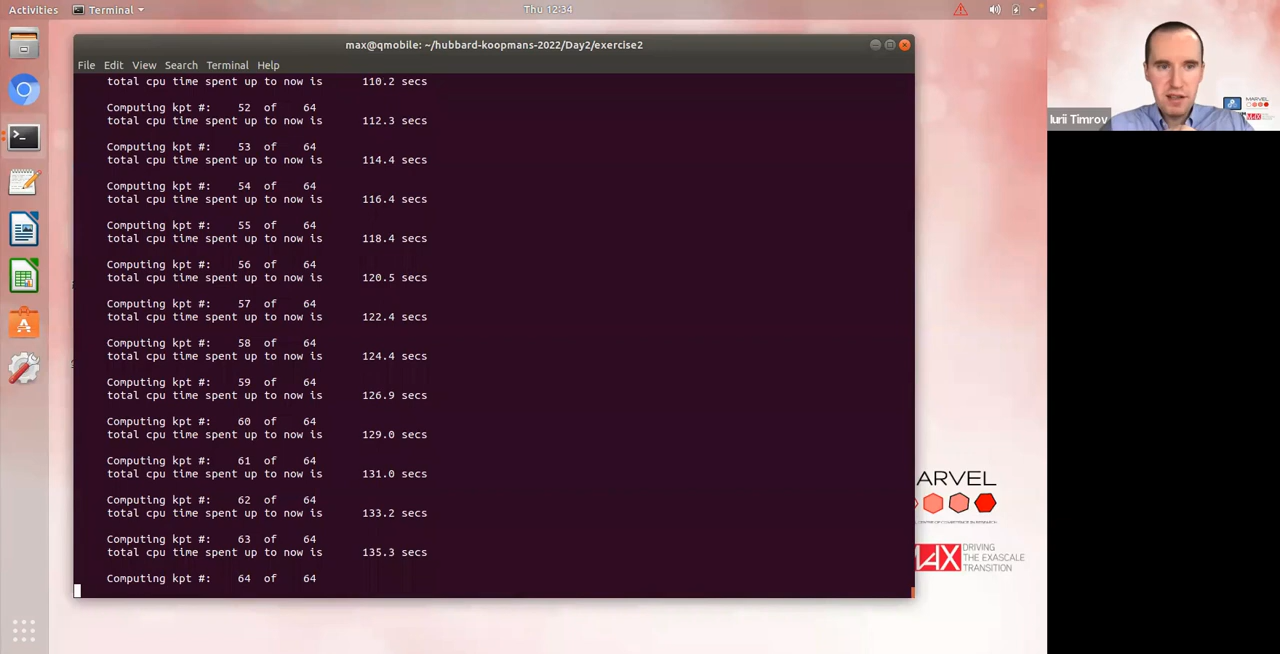 Activities Terminal Thu 12:34
max@qmobile: ~/hubbard-koopmans-2022/Day2/exercise2
File Edit View Search Terminal Help
total cpu time spent up to now is 110.2 secs
Computing kpt #: 52 of 64
total cpu time spent up to now is 112.3 secs
Computing kpt #: 53 of 64
total cpu time spent up to now is 114.4 secs
Computing kpt #: 54 of 64
total cpu time spent up to now is 116.4 secs
Computing kpt #: 55 of 64
total cpu time spent up to now is 118.4 secs
Computing kpt #: 56 of 64
total cpu time spent up to now is 120.5 secs
Computing kpt #: 57 of 64
total cpu time spent up to now is 122.4 secs
Computing kpt #: 58 of 64
total cpu time spent up to now is 124.4 secs
Computing kpt #: 59 of 64
total cpu time spent up to now is 126.9 secs
Computing kpt #: 60 of 64
total cpu time spent up to now is 129.0 secs
Computing kpt #: 61 of 64
total cpu time spent up to now is 131.0 secs
Computing kpt #: 62 of 64
total cpu time spent up to now is 133.2 secs
Computing kpt #: 63 of 64
total cpu time spent up to now is 135.3 secs
Computing kpt #: 64 of 64
ARVEL
MAX DRIVING
THE EXASCALE
TRANSITION
MARVEL
Iurii Timrov